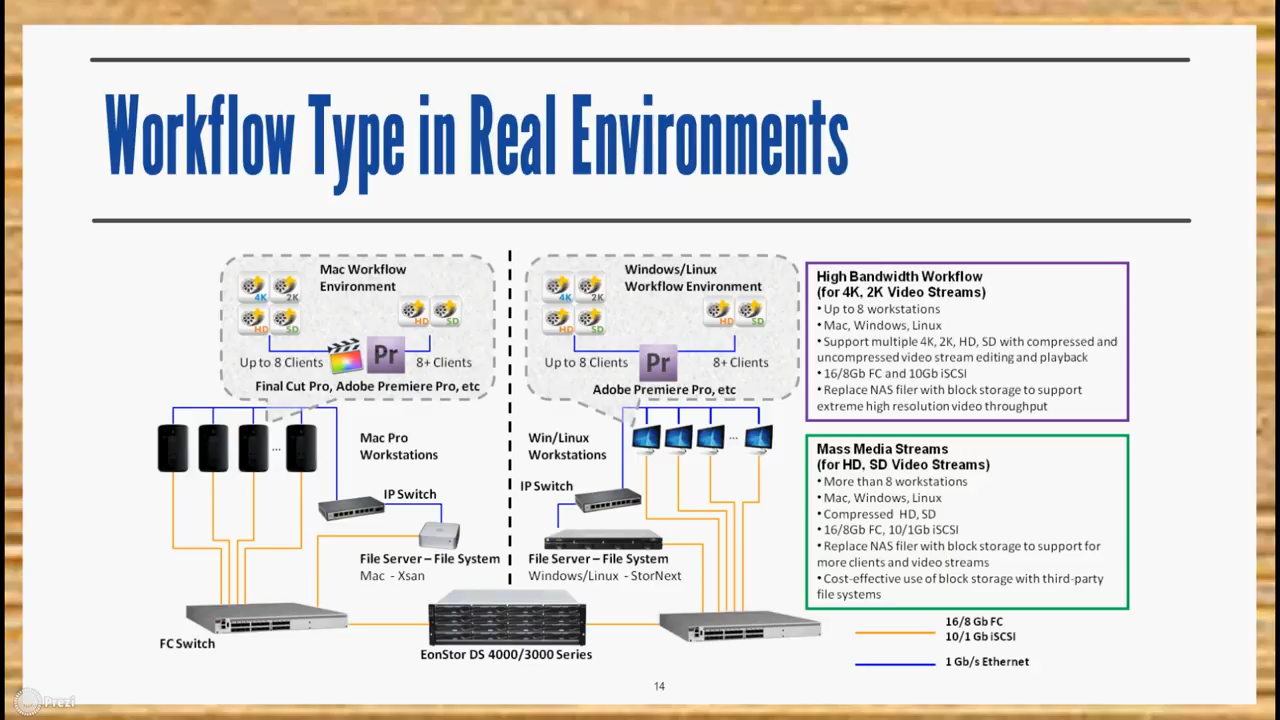 Workflow Type in Real Environments
Mac Workflow
Environment
4K
2K
HD
SD
HD
SD
Up to 8 Clients
Pr
8+ Clients
Final Cut Pro, Adobe Premiere Pro, etc
Windows/Linux
Workflow Environment
4K
2K
HD
SD
HD
SD
Up to 8 Clients
Pr
8+ Clients
Adobe Premiere Pro, etc
...
Mac Pro
Workstations
IP Switch
File Server – File System
Mac - Xsan
Win/Linux
Workstations
...
IP Switch
File Server – File System
Windows/Linux - StorNext
FC Switch
EonStor DS 4000/3000 Series
High Bandwidth Workflow
(for 4K, 2K Video Streams)
• Up to 8 workstations
• Mac, Windows, Linux
• Support multiple 4K, 2K, HD, SD with compressed and
uncompressed video stream editing and playback
• 16/8Gb FC and 10Gb iSCSI
• Replace NAS filer with block storage to support
extreme high resolution video throughput
Mass Media Streams
(for HD, SD Video Streams)
• More than 8 workstations
• Mac, Windows, Linux
• Compressed HD, SD
• 16/8Gb FC, 10/1Gb iSCSI
• Replace NAS filer with block storage to support for
more clients and video streams
• Cost-effective use of block storage with third-party
file systems
16/8 Gb FC
10/1 Gb iSCSI
1 Gb/s Ethernet
14
Prezi